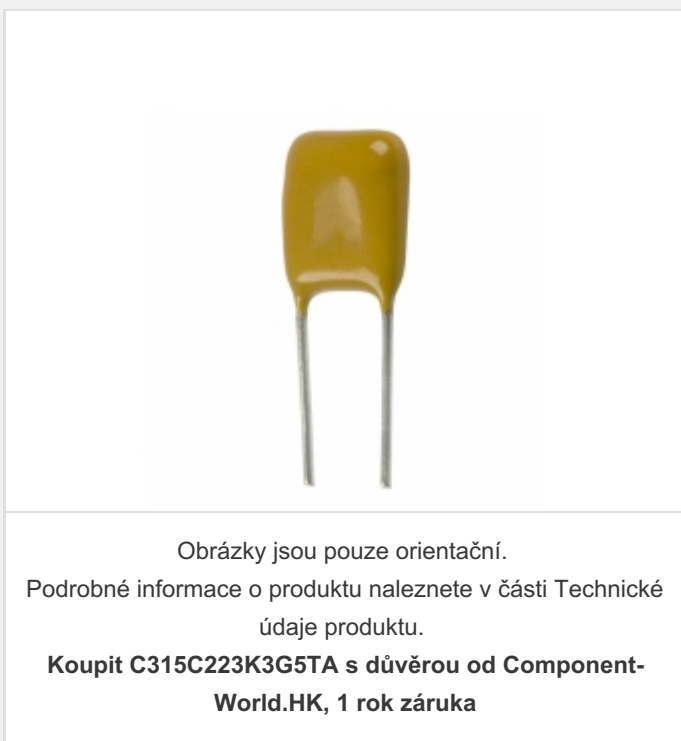 Obrázky jsou pouze orientační.
Podrobné informace o produktu naleznete v části Technické
údaje produktu.
Koupit C315C223K3G5TA s důvěrou od Component-
World.HK, 1 rok záruka